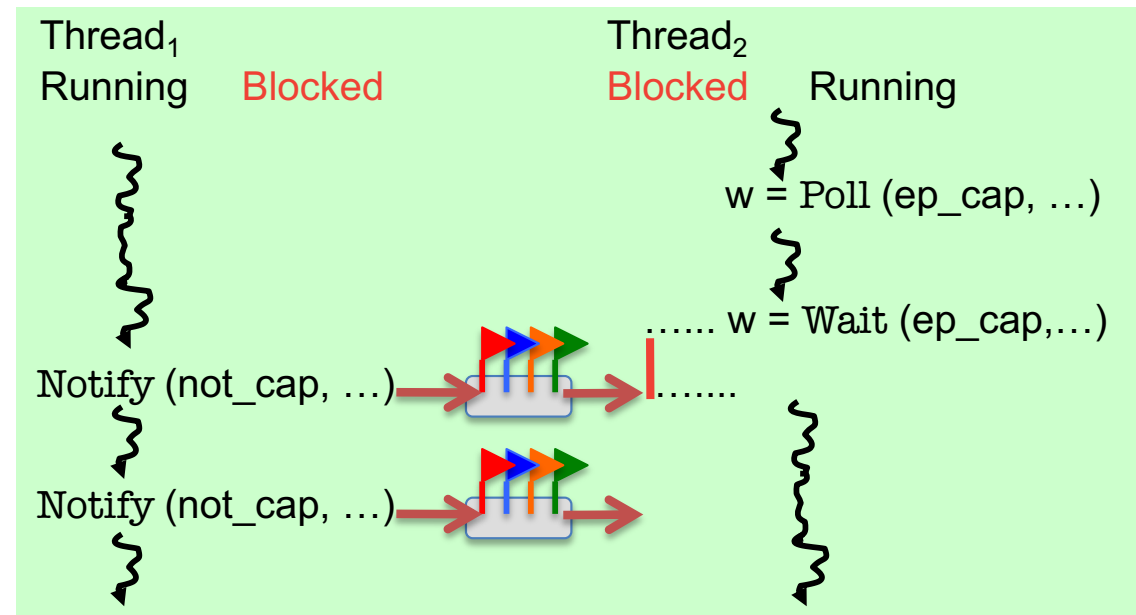 Thread₁ Thread₂
Running Blocked Blocked Running
w = Poll (ep_cap, …)
…... w = Wait (ep_cap,…)
Notify (not_cap, …) …....
Notify (not_cap, …)